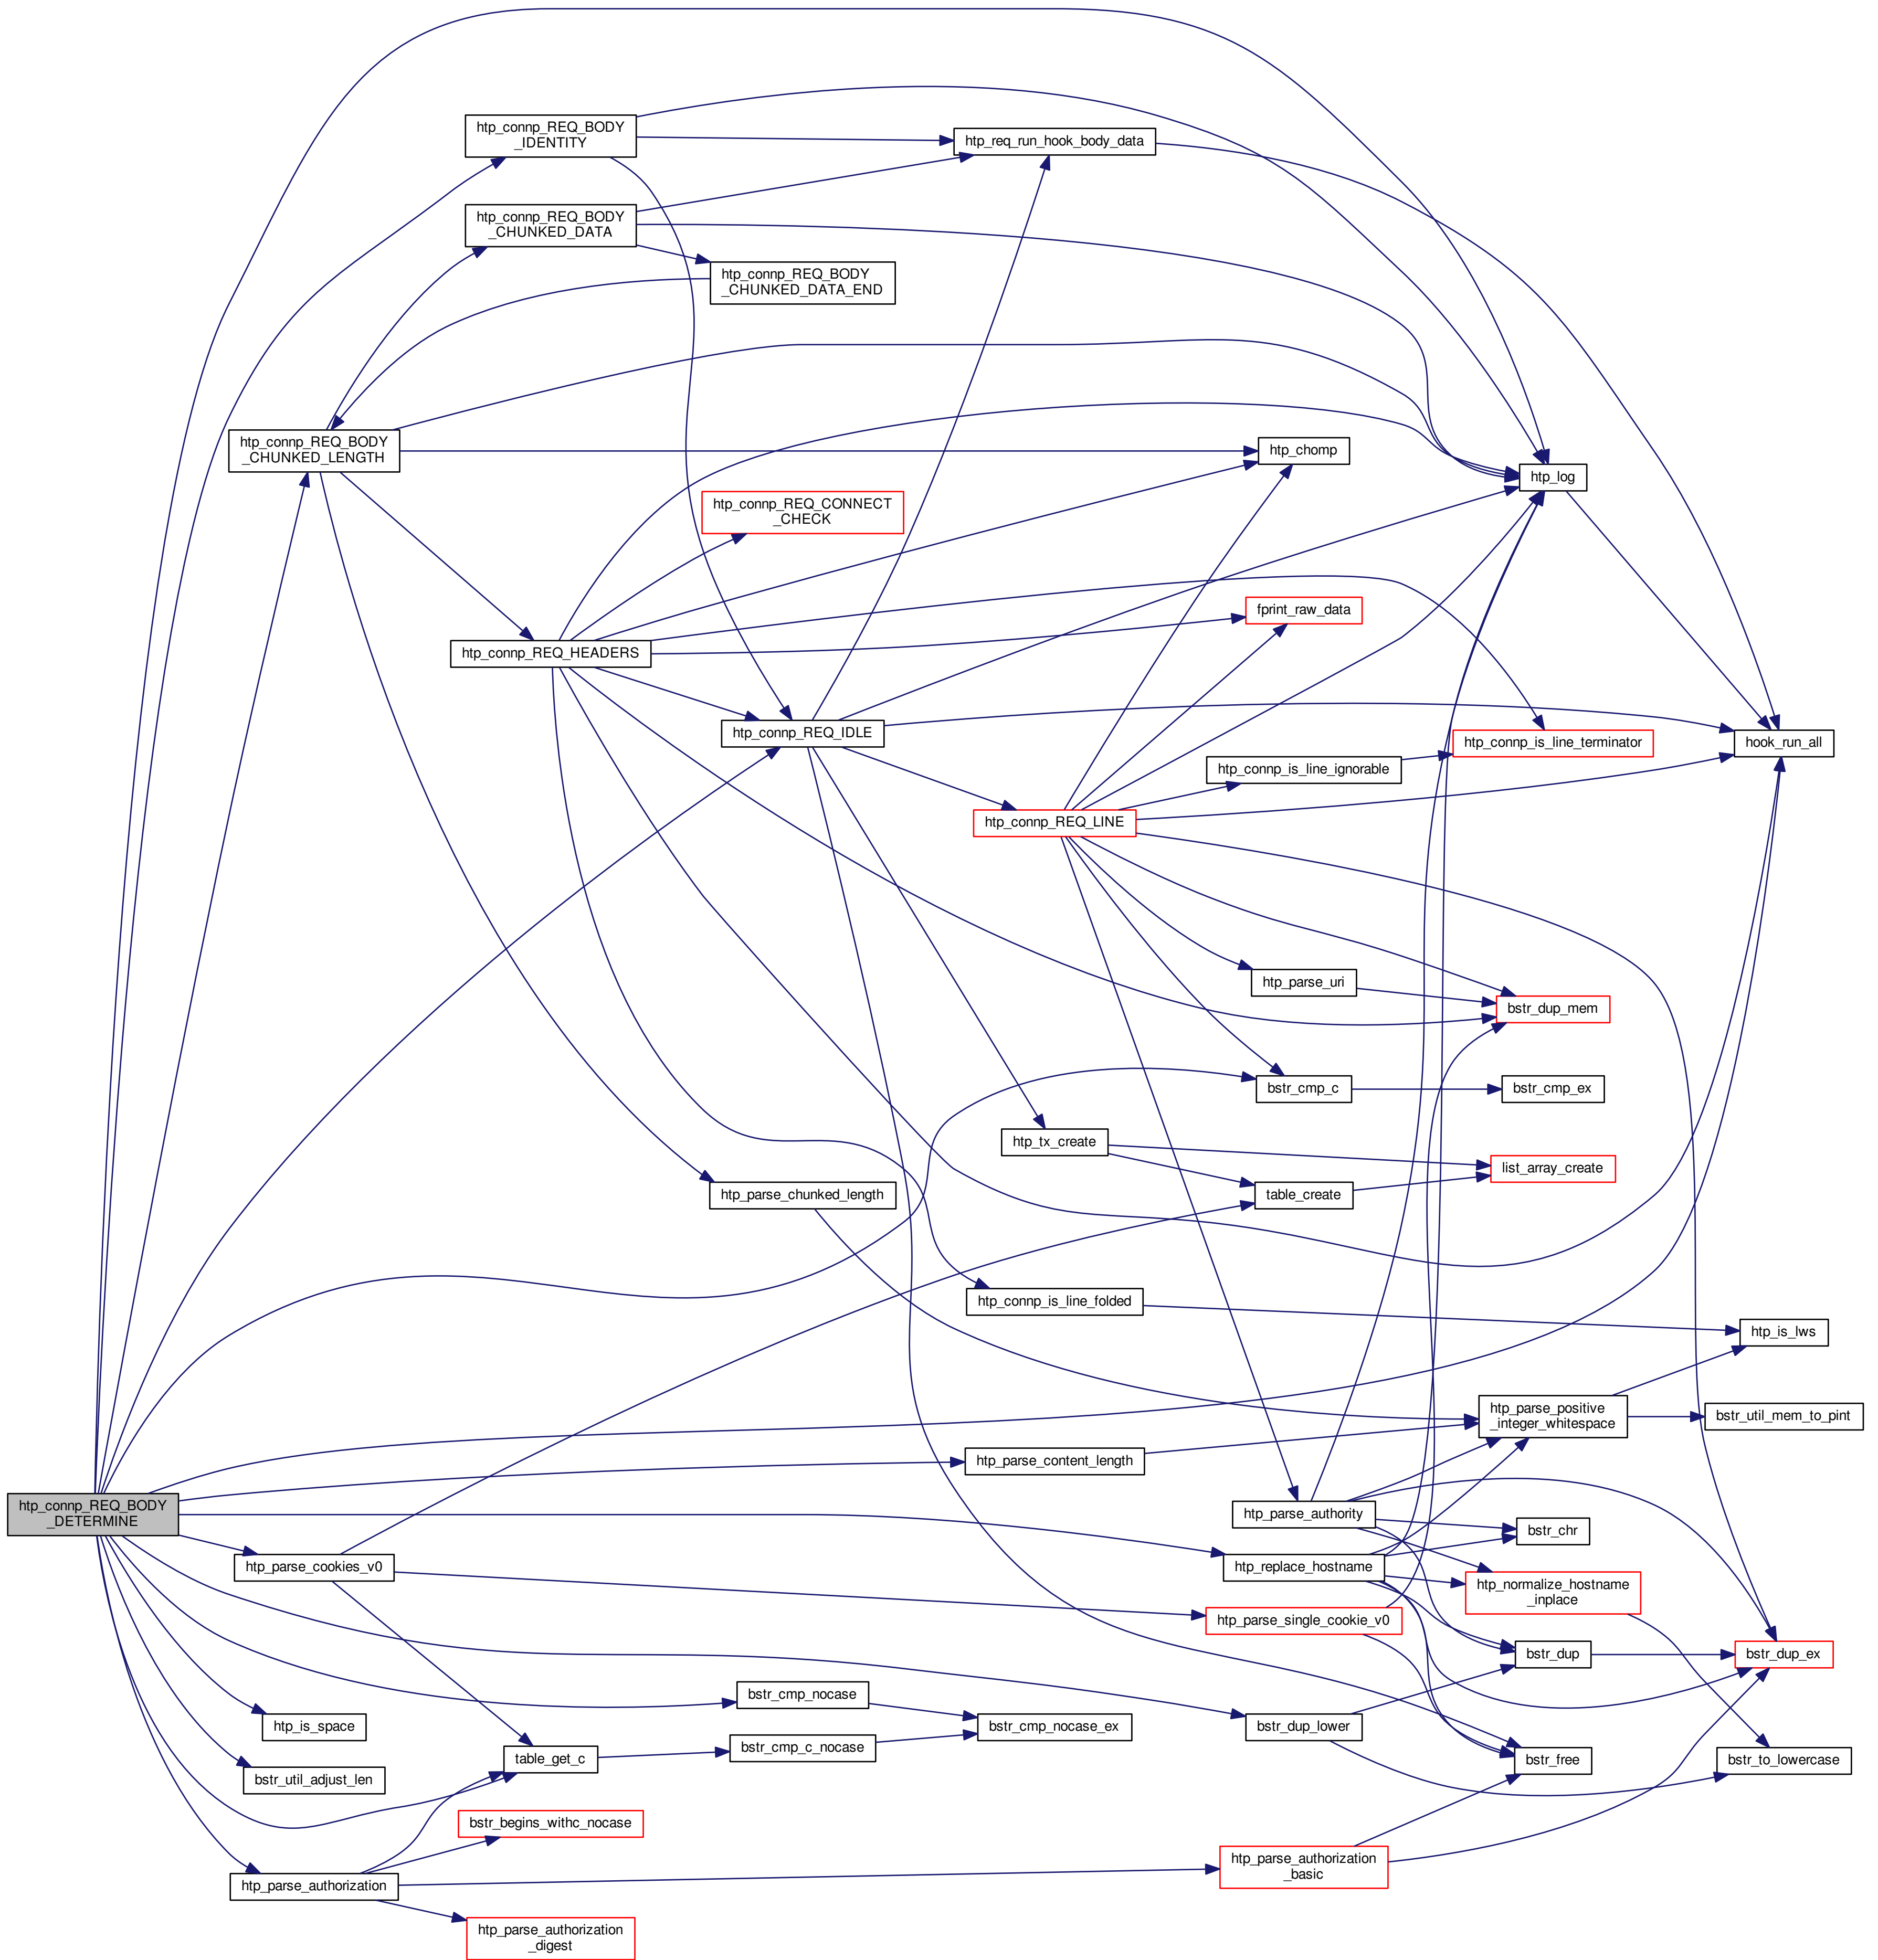 htp_connp_REQ_BODY
_IDENTITY
htp_req_run_hook_body_data
htp_connp_REQ_BODY
_CHUNKED_DATA
htp_connp_REQ_BODY
_CHUNKED_DATA_END
htp_connp_REQ_BODY
_CHUNKED_LENGTH
htp_chomp
htp_log
htp_connp_REQ_CONNECT
_CHECK
fprint_raw_data
htp_connp_REQ_HEADERS
htp_connp_REQ_IDLE
htp_connp_is_line_terminator
hook_run_all
htp_connp_is_line_ignorable
htp_connp_REQ_LINE
htp_parse_uri
bstr_dup_mem
bstr_cmp_c
bstr_cmp_ex
htp_tx_create
list_array_create
htp_parse_chunked_length
table_create
htp_connp_is_line_folded
htp_is_lws
htp_parse_positive
_integer_whitespace
bstr_util_mem_to_pint
htp_parse_content_length
htp_connp_REQ_BODY
_DETERMINE
htp_parse_authority
bstr_chr
htp_parse_cookies_v0
htp_replace_hostname
htp_normalize_hostname
_inplace
htp_parse_single_cookie_v0
bstr_dup
bstr_dup_ex
bstr_cmp_nocase
htp_is_space
bstr_cmp_nocase_ex
bstr_dup_lower
bstr_cmp_c_nocase
table_get_c
bstr_free
bstr_to_lowercase
bstr_util_adjust_len
bstr_begins_withc_nocase
htp_parse_authorization
_basic
htp_parse_authorization
htp_parse_authorization
_digest